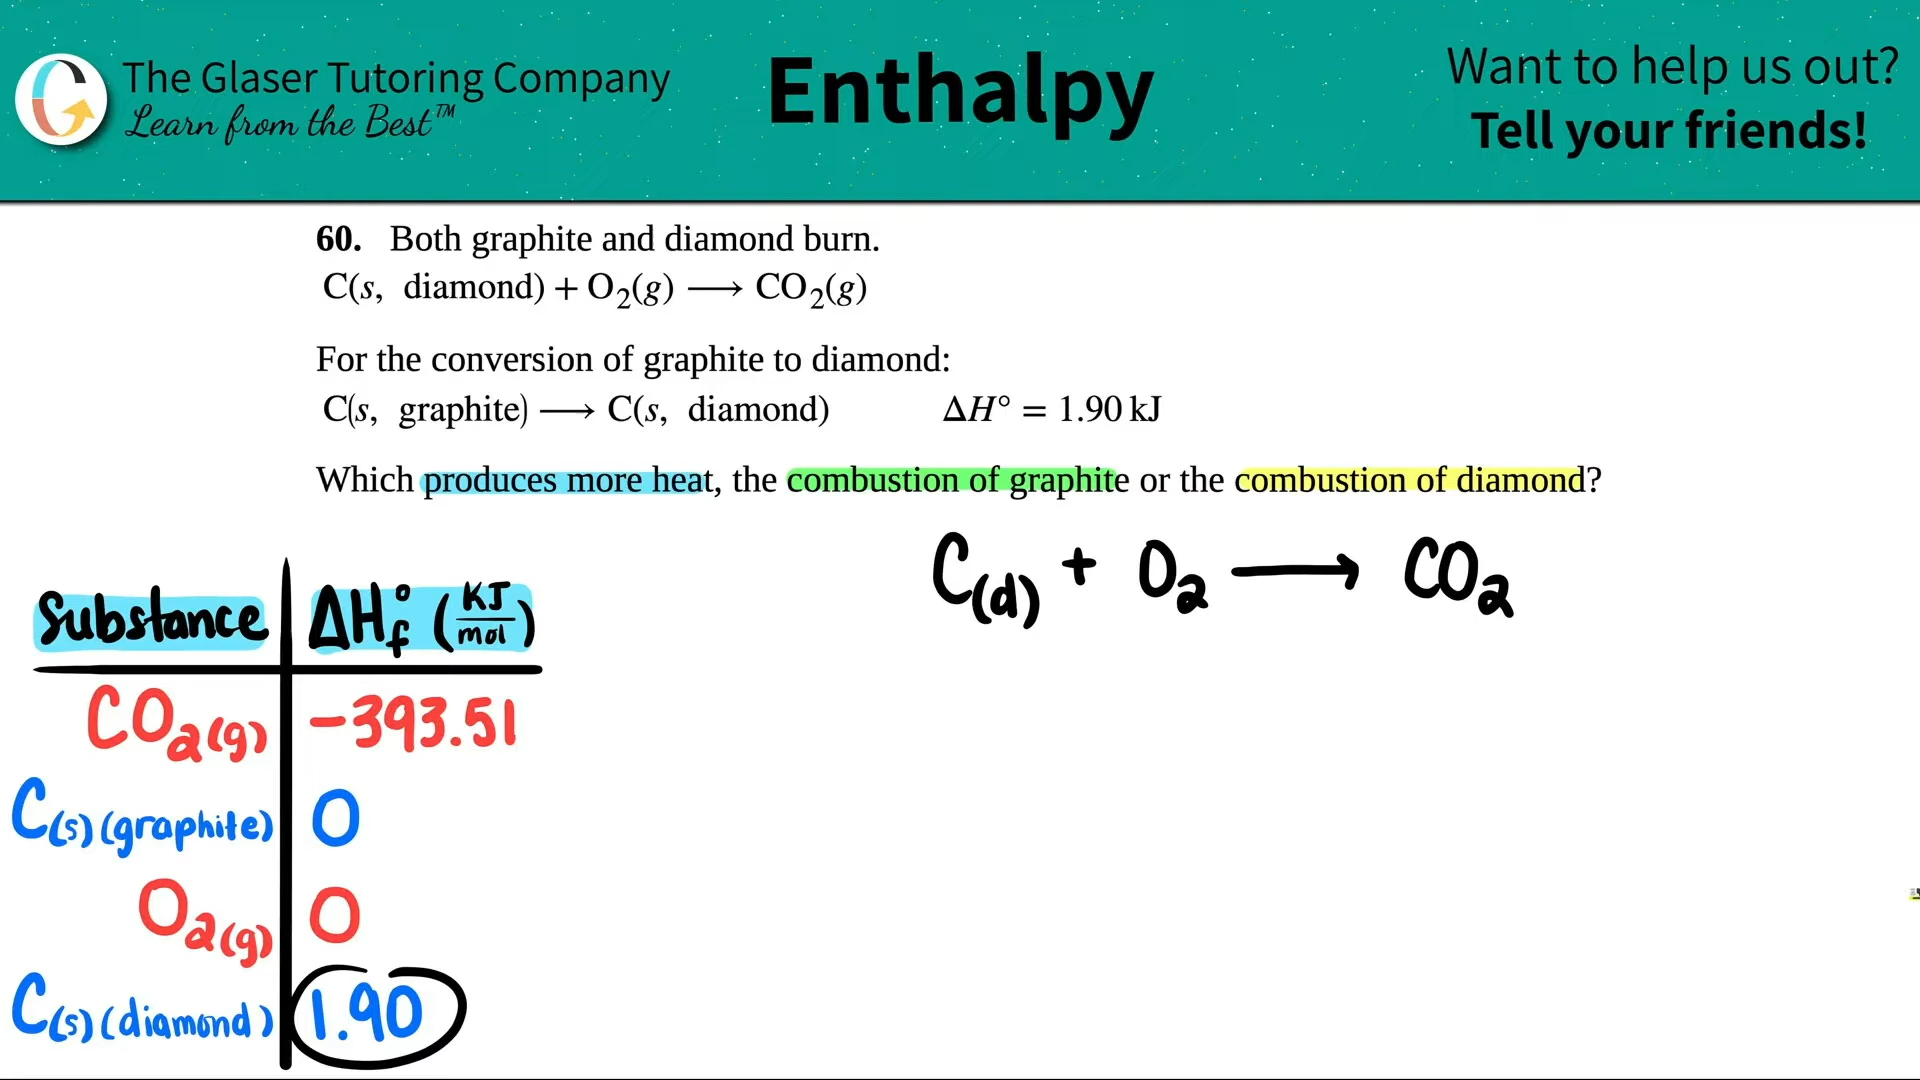 The Glaser Tutoring Company
Learn from the Best™
Enthalpy
Want to help us out?
Tell your friends!
60. Both graphite and diamond burn.
C(s, diamond) + O₂(g) ⟶ CO₂(g)
For the conversion of graphite to diamond:
C(s, graphite) ⟶ C(s, diamond) ΔH° = 1.90 kJ
Which produces more heat, the combustion of graphite or the combustion of diamond?
C(d) + O₂ ⟶ CO₂
Substance ΔH°f (KJ/mol)
CO₂(g) -393.51
C(s)(graphite) 0
O₂(g) 0
C(s)(diamond) 1.90